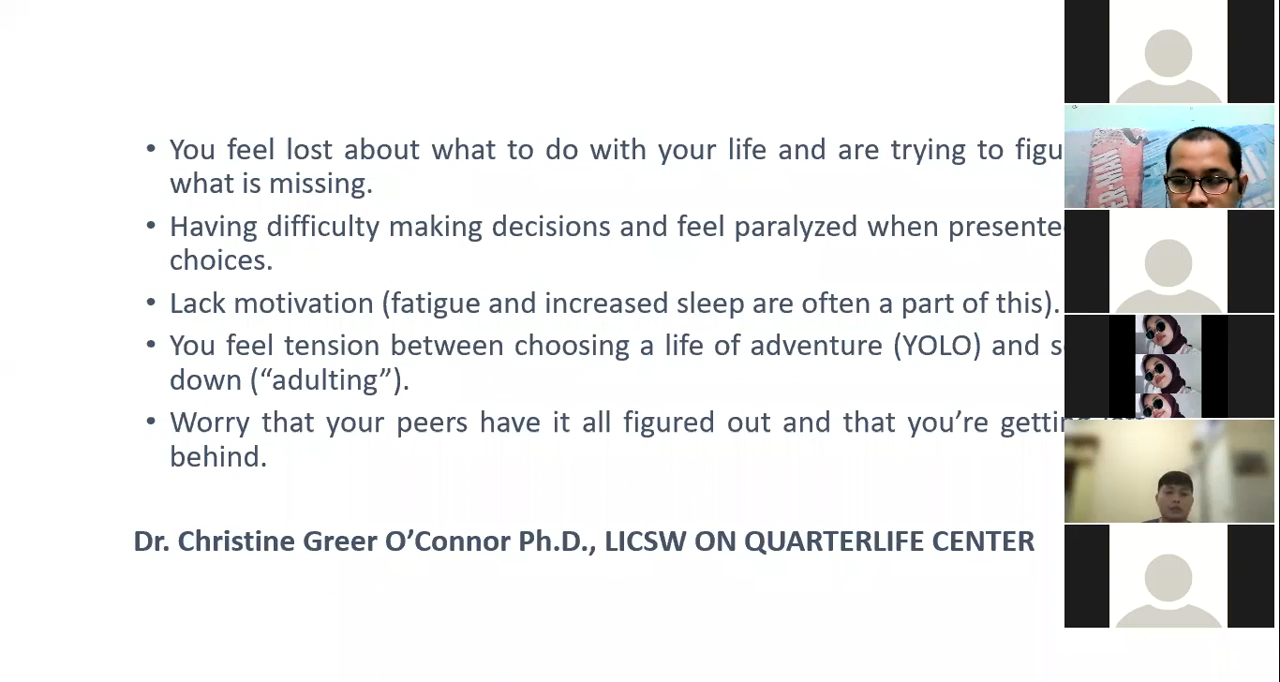 • You feel lost about what to do with your life and are trying to
what is missing.
• Having difficulty making decisions and feel paralyzed when
choices.
• Lack motivation (fatigue and increased sleep are often a part of this).
• You feel tension between choosing a life of adventure (YOLO) and
down (“adulting”).
• Worry that your peers have it all figured out and that you’re
behind.
Dr. Christine Greer O’Connor Ph.D., LICSW ON QUARTERLIFE CENTER